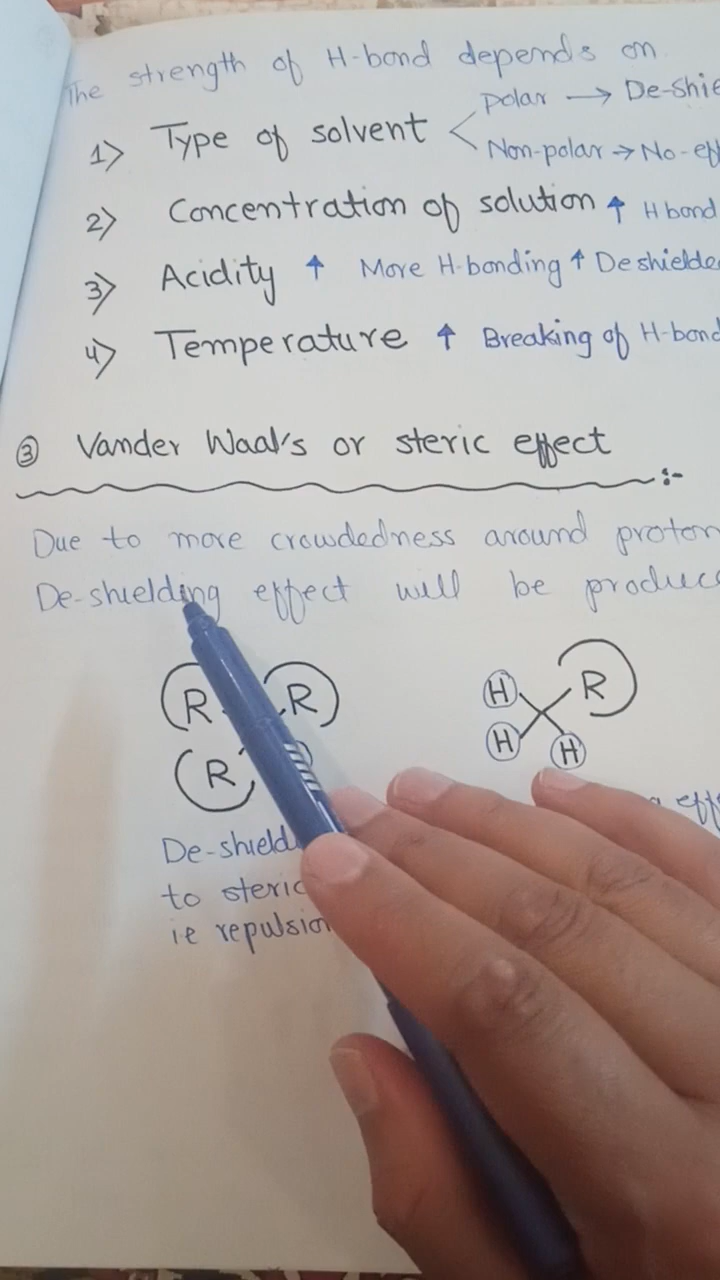 The strength of H-bond depends on
1) Type of solvent < Polar → De-shie
Non-polar → No-eff
2) Concentration of solution ↑ H bond
3) Acidity ↑ More H-bonding ↑ Deshielde
4) Temperature ↑ Breaking of H-bond
③ Vander Waal's or steric effect :-
Due to more crowdedness around proton
De-shielding effect will be produc
R R H R
R H H
eff
De-shield
to steric
ie repulsion